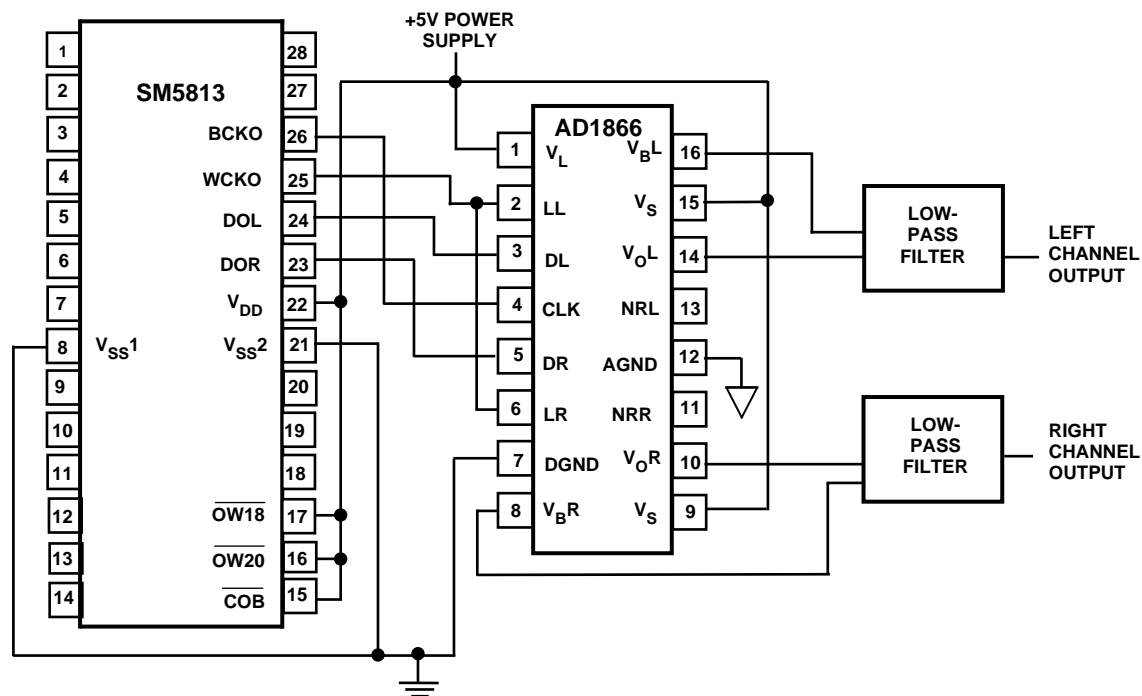 +5V POWER
SUPPLY
SM5813
1
2
3
4
5
6
7
8
9
10
11
12
13
14
V_SS1
28
27
BCKO 26
WCKO 25
DOL 24
DOR 23
V_DD 22
V_SS2 21
20
19
18
OW18 17
OW20 16
COB 15
AD1866
1 V_L
2 LL
3 DL
4 CLK
5 DR
6 LR
7 DGND
8 V_BR
V_BL 16
V_S 15
V_OL 14
NRL 13
AGND 12
NRR 11
V_OR 10
V_S 9
LOW-
PASS
FILTER
LEFT
CHANNEL
OUTPUT
LOW-
PASS
FILTER
RIGHT
CHANNEL
OUTPUT